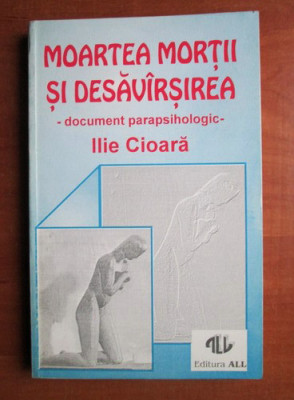 MOARTEA MORȚII
ȘI DESĂVÎRȘIREA
- document parapsihologic-
Ilie Cioară
ALL
Editura ALL